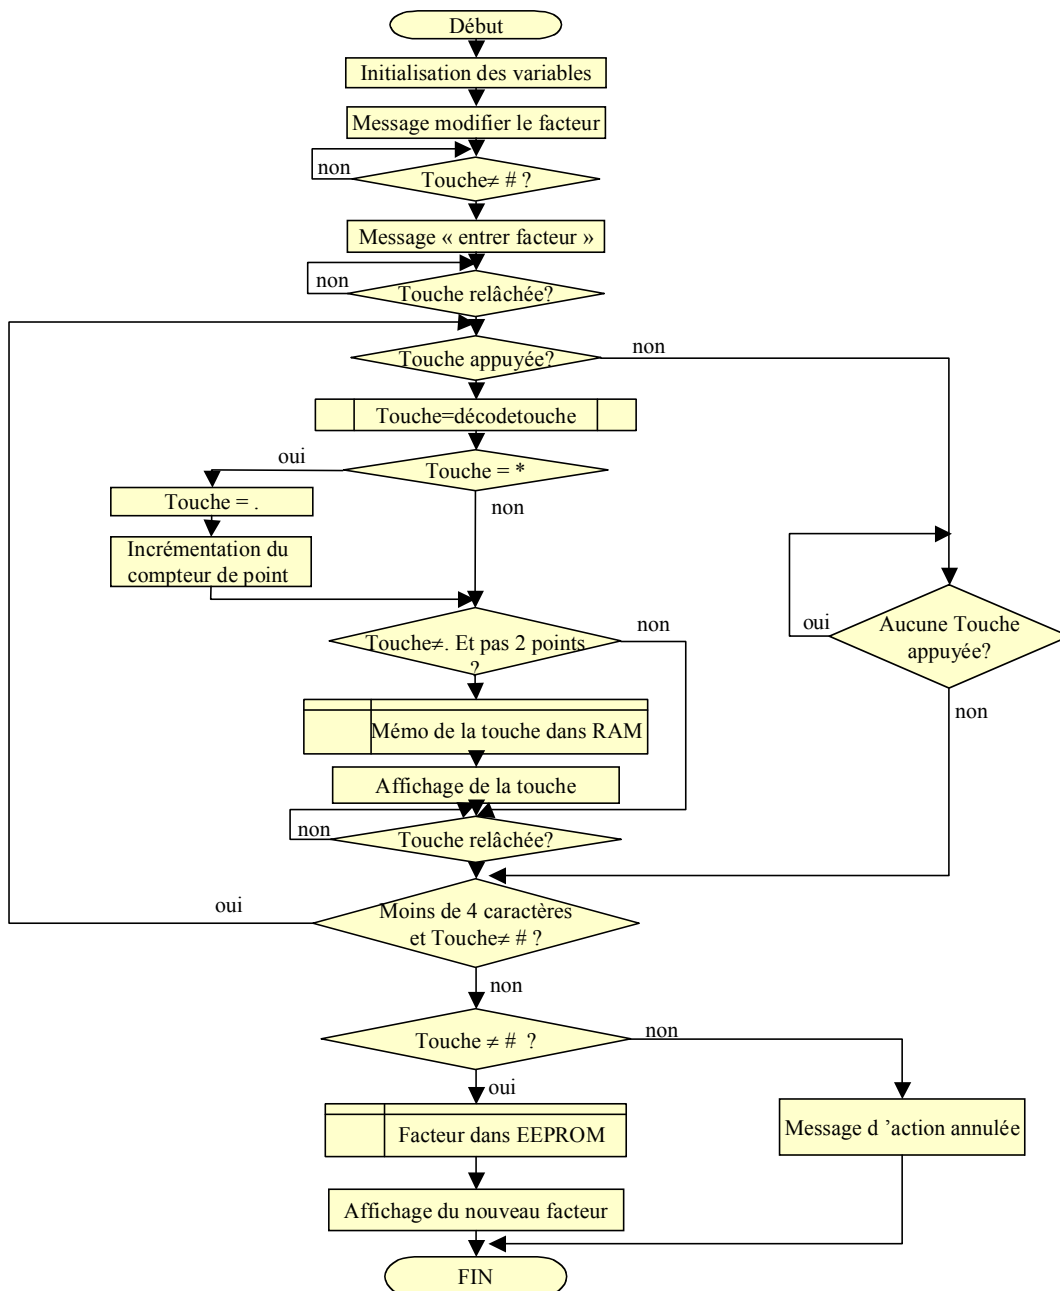 Début
Initialisation des variables
Message modifier le facteur
non
Touche≠ # ?
Message « entrer facteur »
non
Touche relâchée?
Touche appuyée?
non
Touche=décodetouche
oui
Touche = *
non
Touche = .
Incrémentation du
compteur de point
Touche≠. Et pas 2 points
?
non
oui
Aucune Touche
appuyée?
non
Mémo de la touche dans RAM
Affichage de la touche
non
Touche relâchée?
oui
Moins de 4 caractères
et Touche≠ # ?
non
Touche ≠ # ?
non
oui
Facteur dans EEPROM
Message d ’action annulée
Affichage du nouveau facteur
FIN